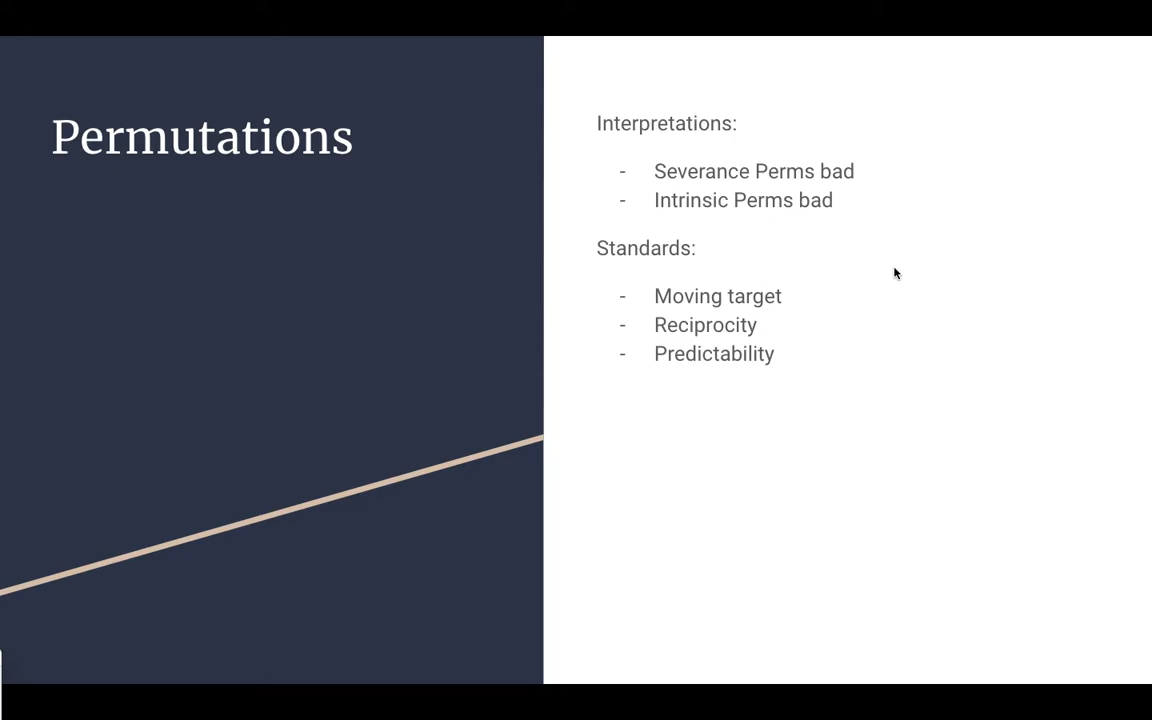 Permutations
Interpretations:
- Severance Perms bad
- Intrinsic Perms bad
Standards:
- Moving target
- Reciprocity
- Predictability